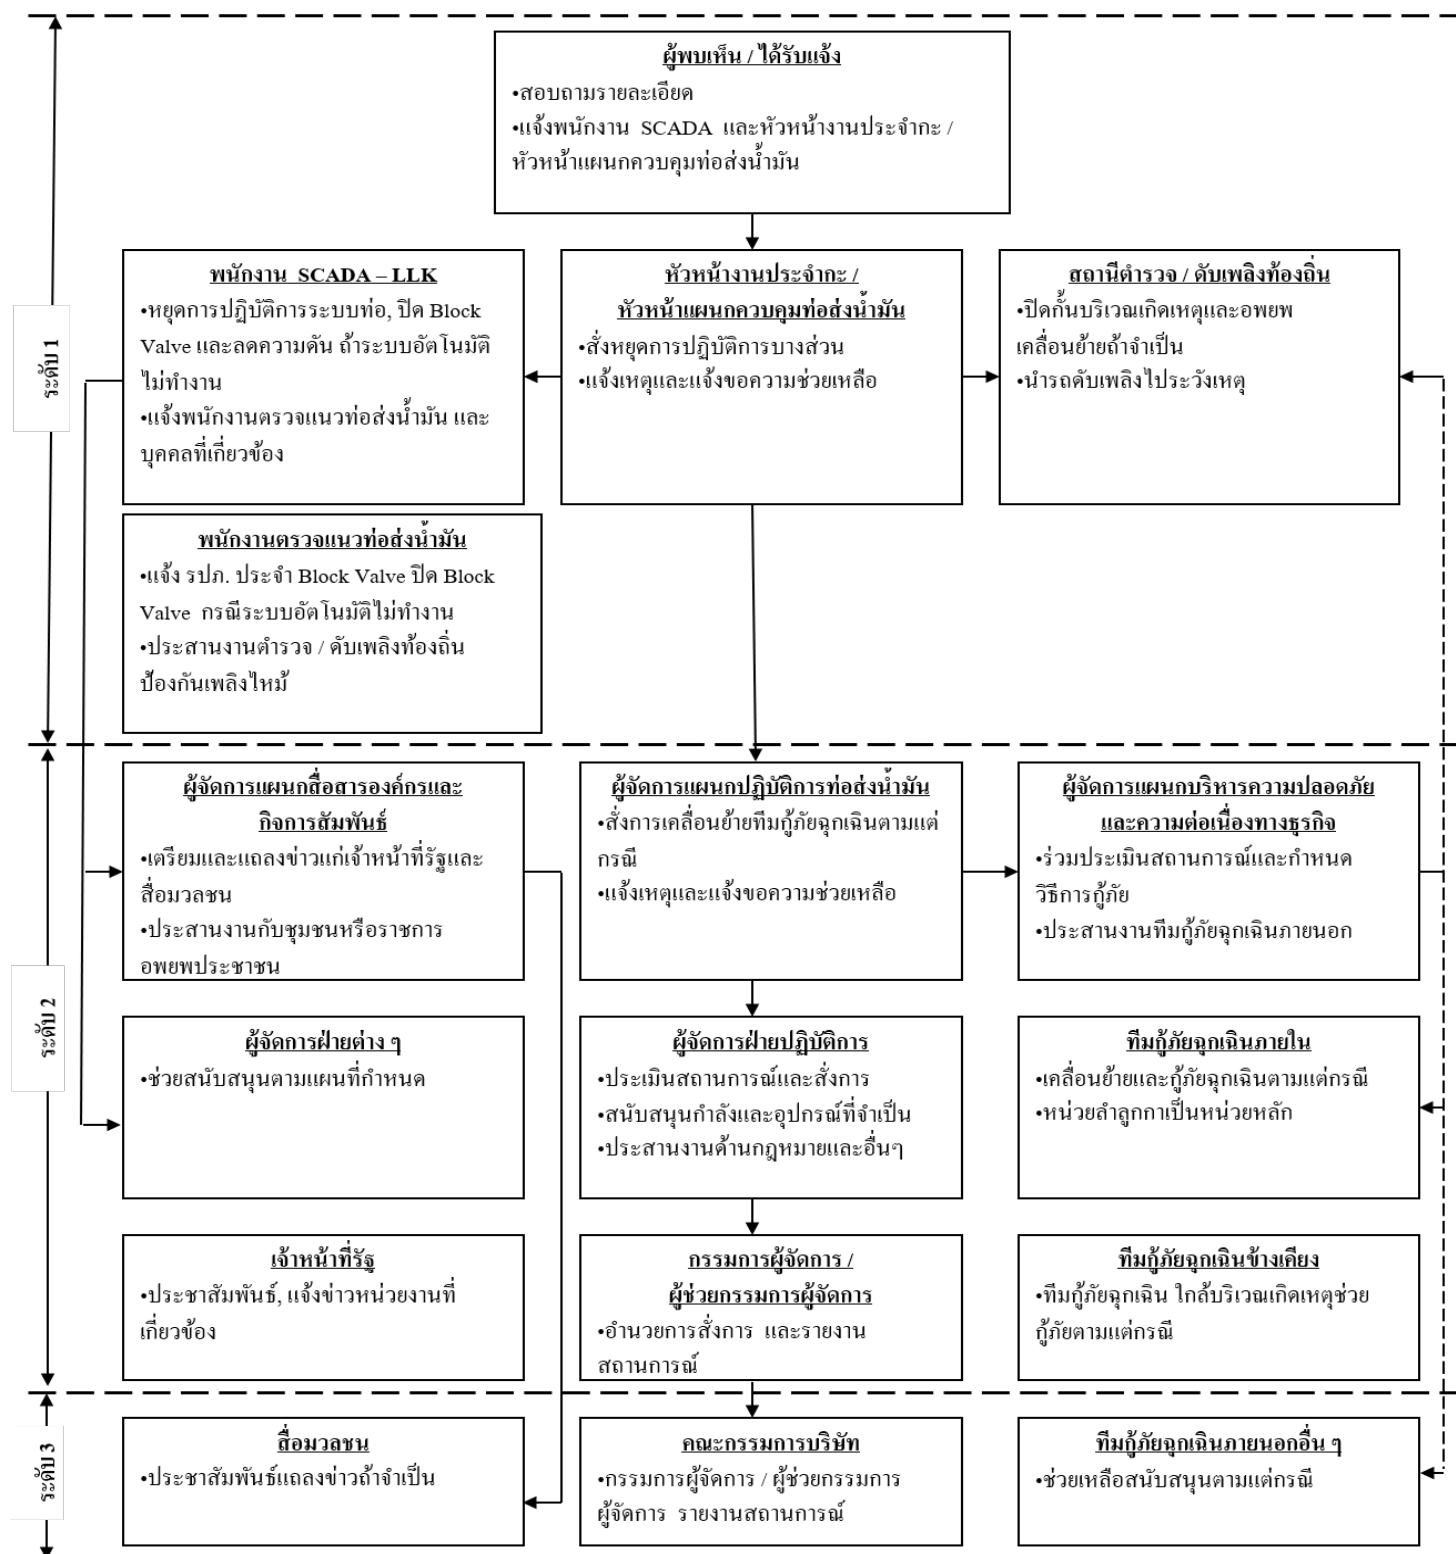 ผู้พบเห็น / ได้รับแจ้ง
•สอบถามรายละเอียด
•แจ้งพนักงาน SCADA และหัวหน้างานประจำกะ /
หัวหน้าแผนกควบคุมท่อส่งน้ำมัน
ระดับ 1
พนักงาน SCADA – LLK
•หยุดการปฏิบัติการระบบท่อ, ปิด Block
Valve และลดความดัน ถ้าระบบอัตโนมัติ
ไม่ทำงาน
•แจ้งพนักงานตรวจแนวท่อส่งน้ำมัน และ
บุคคลที่เกี่ยวข้อง
หัวหน้างานประจำกะ /
หัวหน้าแผนกควบคุมท่อส่งน้ำมัน
•สั่งหยุดการปฏิบัติการบางส่วน
•แจ้งเหตุและแจ้งขอความช่วยเหลือ
สถานีตำรวจ / ดับเพลิงท้องถิ่น
•ปิดกั้นบริเวณเกิดเหตุและอพยพ
เคลื่อนย้ายถ้าจำเป็น
•นำรถดับเพลิงไประวังเหตุ
พนักงานตรวจแนวท่อส่งน้ำมัน
•แจ้ง รปภ. ประจำ Block Valve ปิด Block
Valve กรณีระบบอัตโนมัติไม่ทำงาน
•ประสานงานตำรวจ / ดับเพลิงท้องถิ่น
ป้องกันเพลิงไหม้
ระดับ 2
ผู้จัดการแผนกสื่อสารองค์กรและ
กิจการสัมพันธ์
•เตรียมและแถลงข่าวแก่เจ้าหน้าที่รัฐและ
สื่อมวลชน
•ประสานงานกับชุมชนหรือราชการ
อพยพประชาชน
ผู้จัดการแผนกปฏิบัติการท่อส่งน้ำมัน
•สั่งการเคลื่อนย้ายทีมกู้ภัยฉุกเฉินตามแต่
กรณี
•แจ้งเหตุและแจ้งขอความช่วยเหลือ
ผู้จัดการแผนกบริหารความปลอดภัย
และความต่อเนื่องทางธุรกิจ
•ร่วมประเมินสถานการณ์และกำหนด
วิธีการกู้ภัย
•ประสานงานทีมกู้ภัยฉุกเฉินภายนอก
ผู้จัดการฝ่ายต่าง ๆ
•ช่วยสนับสนุนตามแผนที่กำหนด
ผู้จัดการฝ่ายปฏิบัติการ
•ประเมินสถานการณ์และสั่งการ
•สนับสนุนกำลังและอุปกรณ์ที่จำเป็น
•ประสานงานด้านกฎหมายและอื่นๆ
ทีมกู้ภัยฉุกเฉินภายใน
•เคลื่อนย้ายและกู้ภัยฉุกเฉินตามแต่กรณี
•หน่วยลำลูกกาเป็นหน่วยหลัก
เจ้าหน้าที่รัฐ
•ประชาสัมพันธ์, แจ้งข่าวหน่วยงานที่
เกี่ยวข้อง
กรรมการผู้จัดการ /
ผู้ช่วยกรรมการผู้จัดการ
•อำนวยการสั่งการ และรายงาน
สถานการณ์
ทีมกู้ภัยฉุกเฉินข้างเคียง
•ทีมกู้ภัยฉุกเฉิน ใกล้บริเวณเกิดเหตุช่วย
กู้ภัยตามแต่กรณี
ระดับ 3
สื่อมวลชน
•ประชาสัมพันธ์แถลงข่าวถ้าจำเป็น
คณะกรรมการบริษัท
•กรรมการผู้จัดการ / ผู้ช่วยกรรมการ
ผู้จัดการ รายงานสถานการณ์
ทีมกู้ภัยฉุกเฉินภายนอกอื่น ๆ
•ช่วยเหลือสนับสนุนตามแต่กรณี